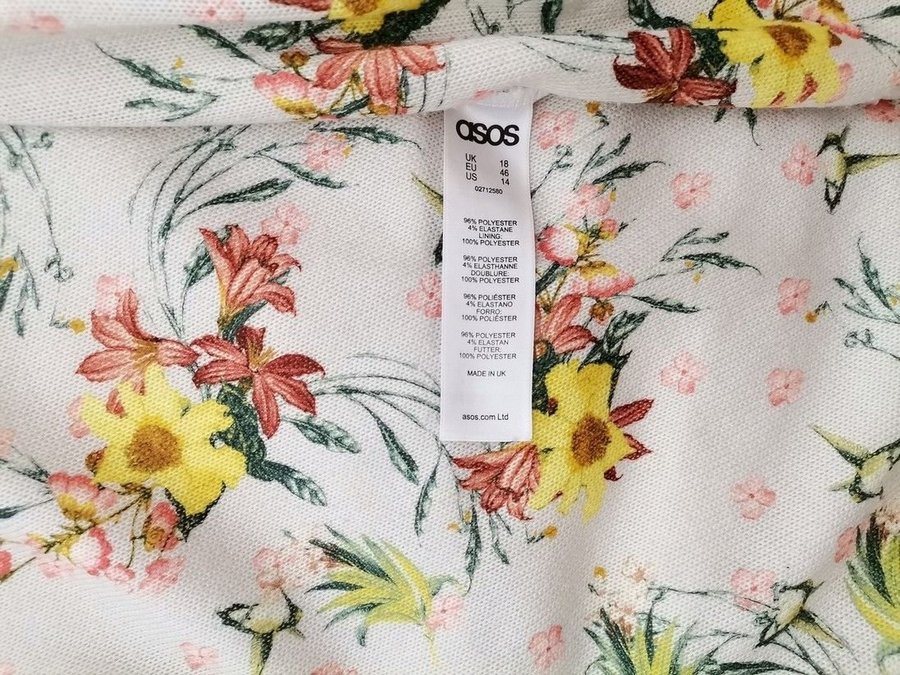 asos
UK 18
EU 46
US 14
02712580
96% POLYESTER
4% ELASTANE
LINING:
100% POLYESTER
96% POLYESTER
4% ELASTHANNE
DOUBLURE:
100% POLYESTER
96% POLIÉSTER
4% ELASTANO
FORRO:
100% POLIÉSTER
96% POLYESTER
4% ELASTAN
FUTTER:
100% POLYESTER
MADE IN UK
asos.com Ltd